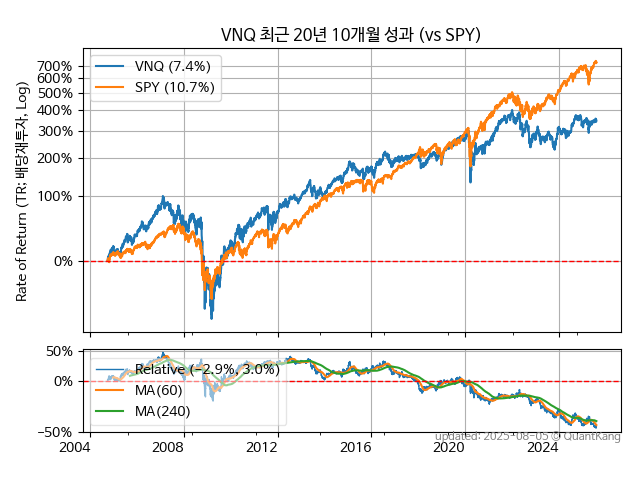 VNQ 최근 20년 10개월 성과 (vs SPY)
Rate of Return (TR: 배당재투자, Log)
700%
600%
500%
400%
300%
200%
100%
0%
VNQ (7.4%)
SPY (10.7%)
50%
0%
−50%
Relative (−2.9%, 3.0%)
MA(60)
MA(240)
2004
2008
2012
2016
2020
2024
updated: 2025-08-05 © QuantKang